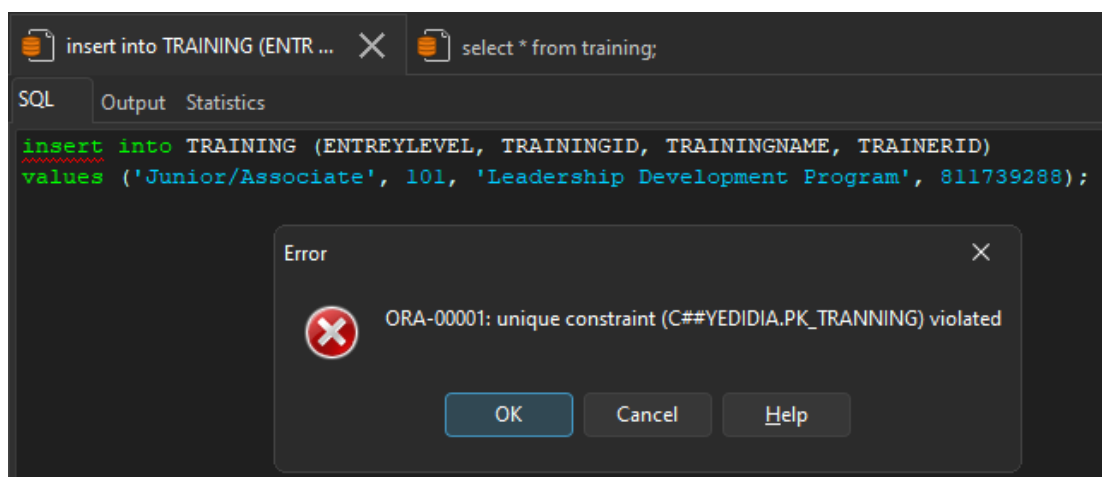 insert into TRAINING (ENTR ...
select * from training;
SQL Output Statistics
insert into TRAINING (ENTREYLEVEL, TRAININGID, TRAININGNAME, TRAINERID)
values ('Junior/Associate', 101, 'Leadership Development Program', 811739288);
Error
ORA-00001: unique constraint (C##YEDIDIA.PK_TRANNING) violated
OK Cancel Help